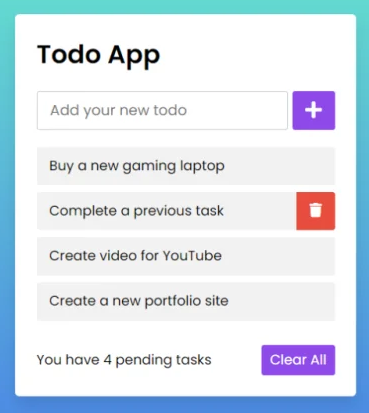 Todo App
Add your new todo
Buy a new gaming laptop
Complete a previous task
Create video for YouTube
Create a new portfolio site
You have 4 pending tasks Clear All